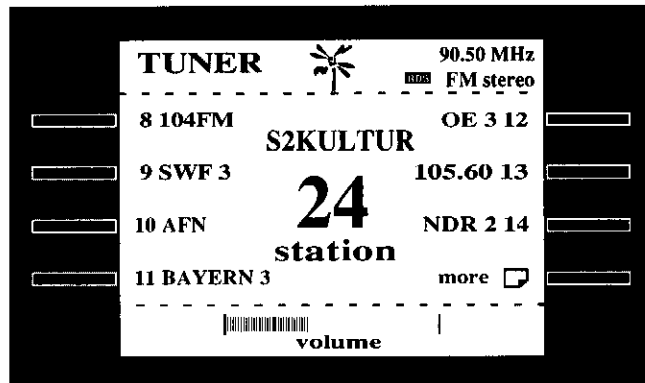 TUNER
90.50 MHz
RDS FM stereo
8 104FM
OE 3 12
S2KULTUR
9 SWF 3
105.60 13
24
10 AFN
NDR 2 14
station
11 BAYERN 3
more
volume